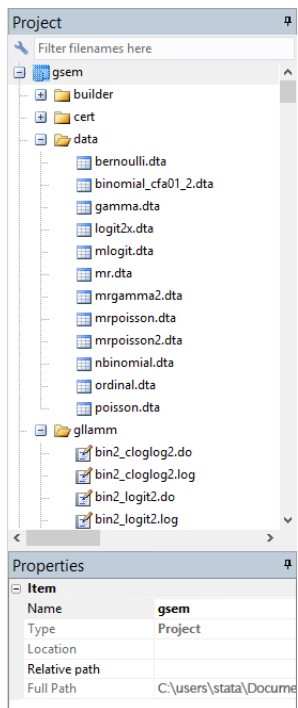 Project
Filter filenames here
gsem
builder
cert
data
bernoulli.dta
binomial_cfa01_2.dta
gamma.dta
logit2x.dta
mlogit.dta
mr.dta
mrgamma2.dta
mrpoisson.dta
mrpoisson2.dta
nbinomial.dta
ordinal.dta
poisson.dta
gllamm
bin2_cloglog2.do
bin2_cloglog2.log
bin2_logit2.do
bin2_logit2.log
Properties
Item
Name gsem
Type Project
Location
Relative path
Full Path C:\users\stata\Docume